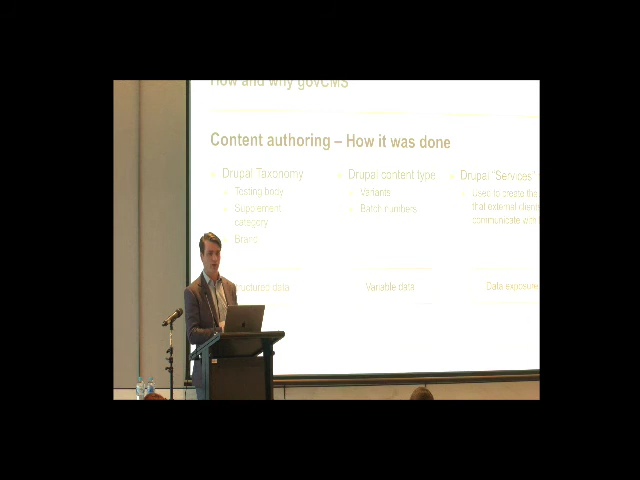 How and why govCMS
Content authoring – How it was done
Drupal Taxonomy
Testing body
Supplement
category
Brand
Drupal content type
Variants
Batch numbers
Drupal "Services"
Used to create the
that external clients
communicate with
ructured data
Variable data
Data exposure